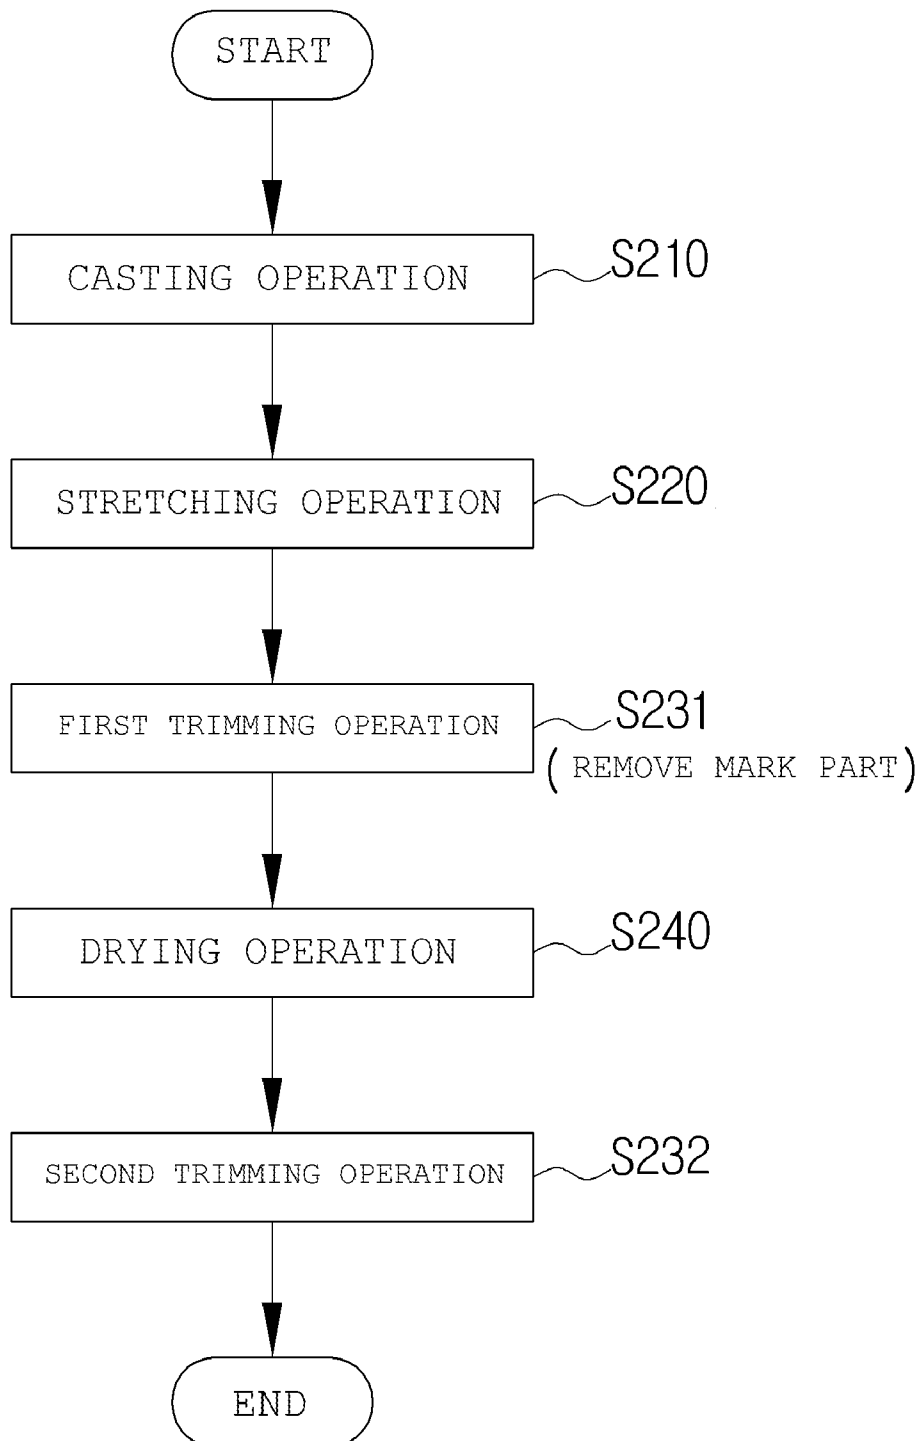 START
CASTING OPERATION
S210
STRETCHING OPERATION
S220
FIRST TRIMMING OPERATION
S231
(REMOVE MARK PART)
DRYING OPERATION
S240
SECOND TRIMMING OPERATION
S232
END